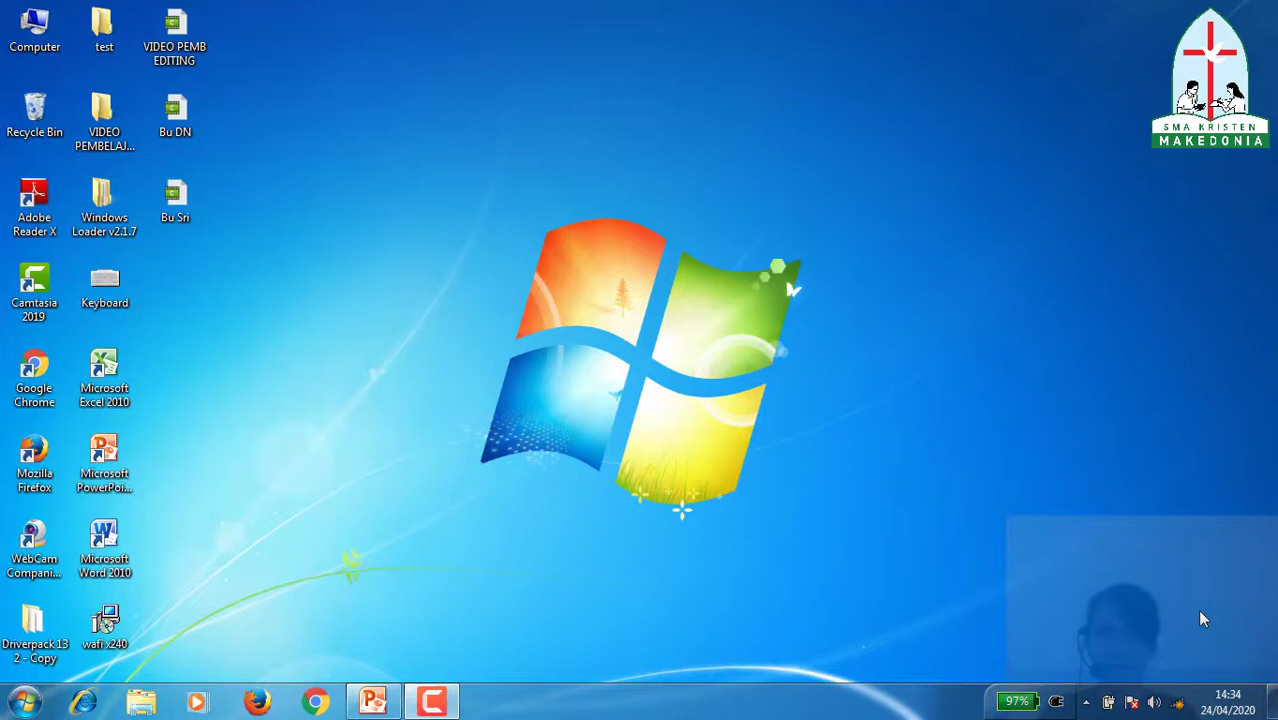 Computer
test
VIDEO PEMB
EDITING
Recycle Bin
VIDEO
PEMBELAJ...
Bu DN
Adobe
Reader X
Windows
Loader v2.1.7
Bu Sri
Camtasia
2019
Keyboard
Google
Chrome
Microsoft
Excel 2010
Mozilla
Firefox
Microsoft
PowerPoi...
WebCam
Compani...
Microsoft
Word 2010
Driverpack 13
2 - Copy
wafi x240
SMA KRISTEN
MAKEDONIA
97%
14:34
24/04/2020